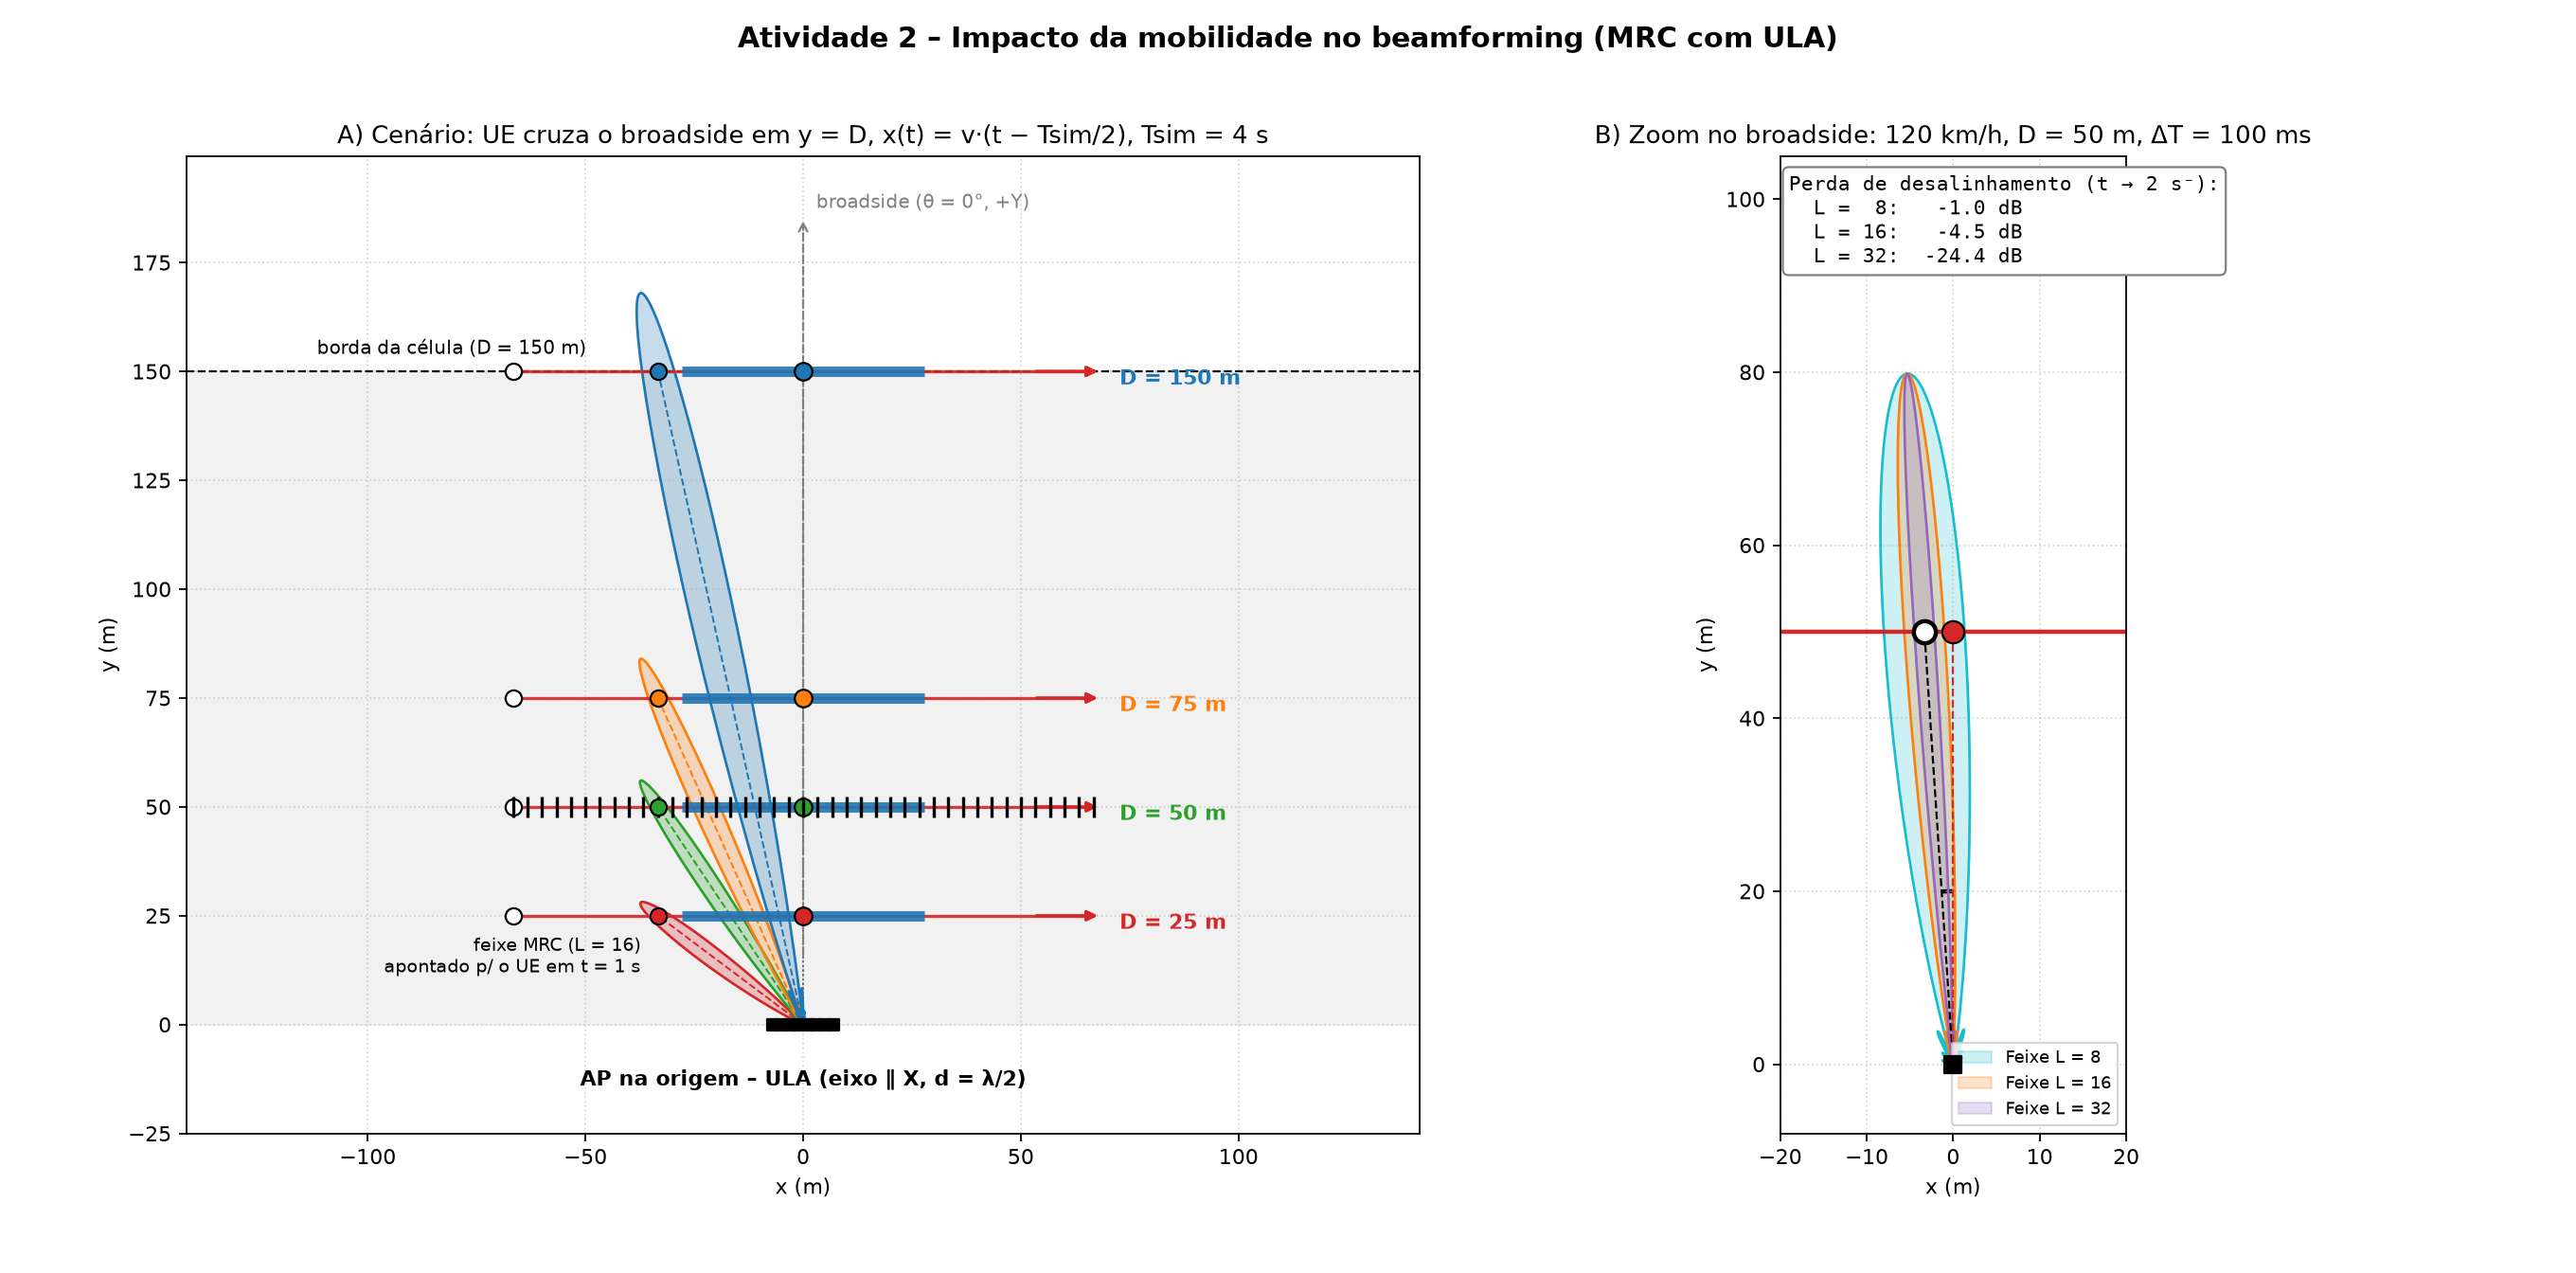 Atividade 2 – Impacto da mobilidade no beamforming (MRC com ULA)
A) Cenário: UE cruza o broadside em y = D, x(t) = v·(t − Tsim/2), Tsim = 4 s
broadside (θ = 0°, +Y)
175
borda da célula (D = 150 m)
150
D = 150 m
125
100
y (m)
75
D = 75 m
50
D = 50 m
25
D = 25 m
feixe MRC (L = 16)
apontado p/ o UE em t = 1 s
0
AP na origem – ULA (eixo ∥ X, d = λ/2)
−25
−100
−50
0
50
100
x (m)
B) Zoom no broadside: 120 km/h, D = 50 m, ΔT = 100 ms
Perda de desalinhamento (t → 2 s⁻):
L =  8:   -1.0 dB
L = 16:   -4.5 dB
L = 32:  -24.4 dB
100
80
60
y (m)
40
20
0
Feixe L = 8
Feixe L = 16
Feixe L = 32
−20
−10
0
10
20
x (m)